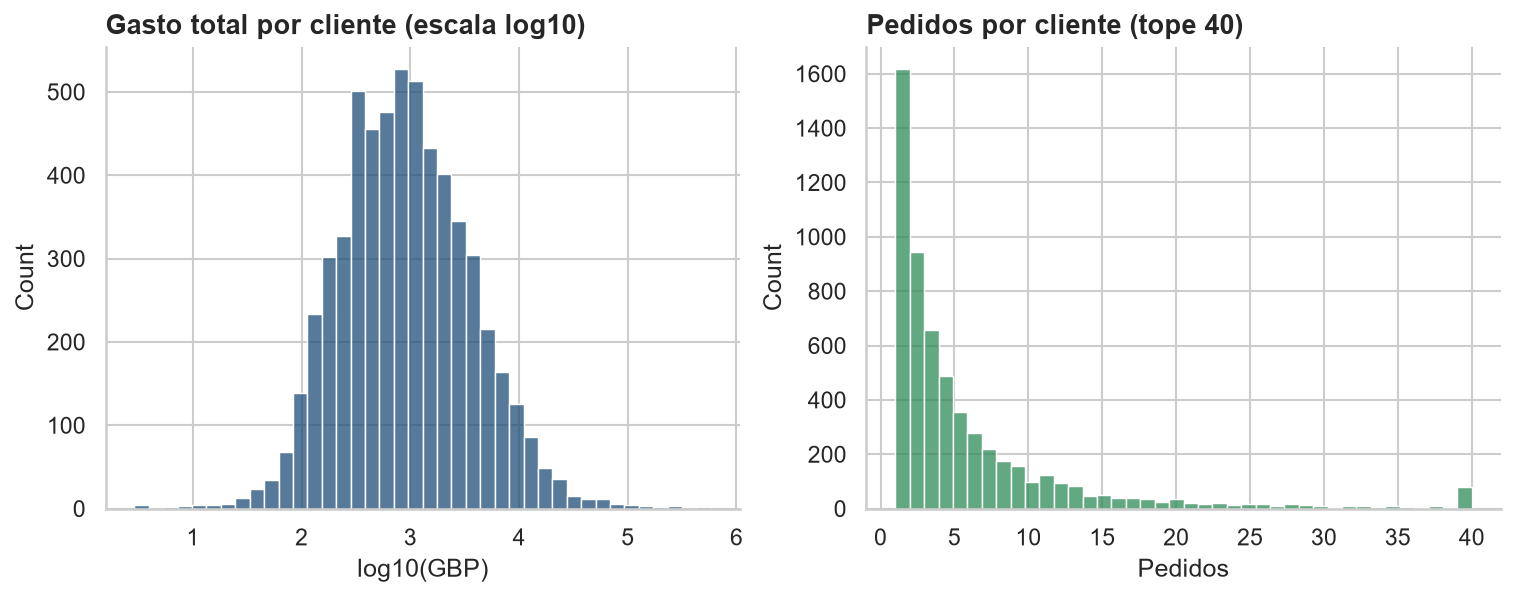 Gasto total por cliente (escala log10)
Count
500
400
300
200
100
0
1 2 3 4 5 6
log10(GBP)
Pedidos por cliente (tope 40)
Count
1600
1400
1200
1000
800
600
400
200
0
0 5 10 15 20 25 30 35 40
Pedidos